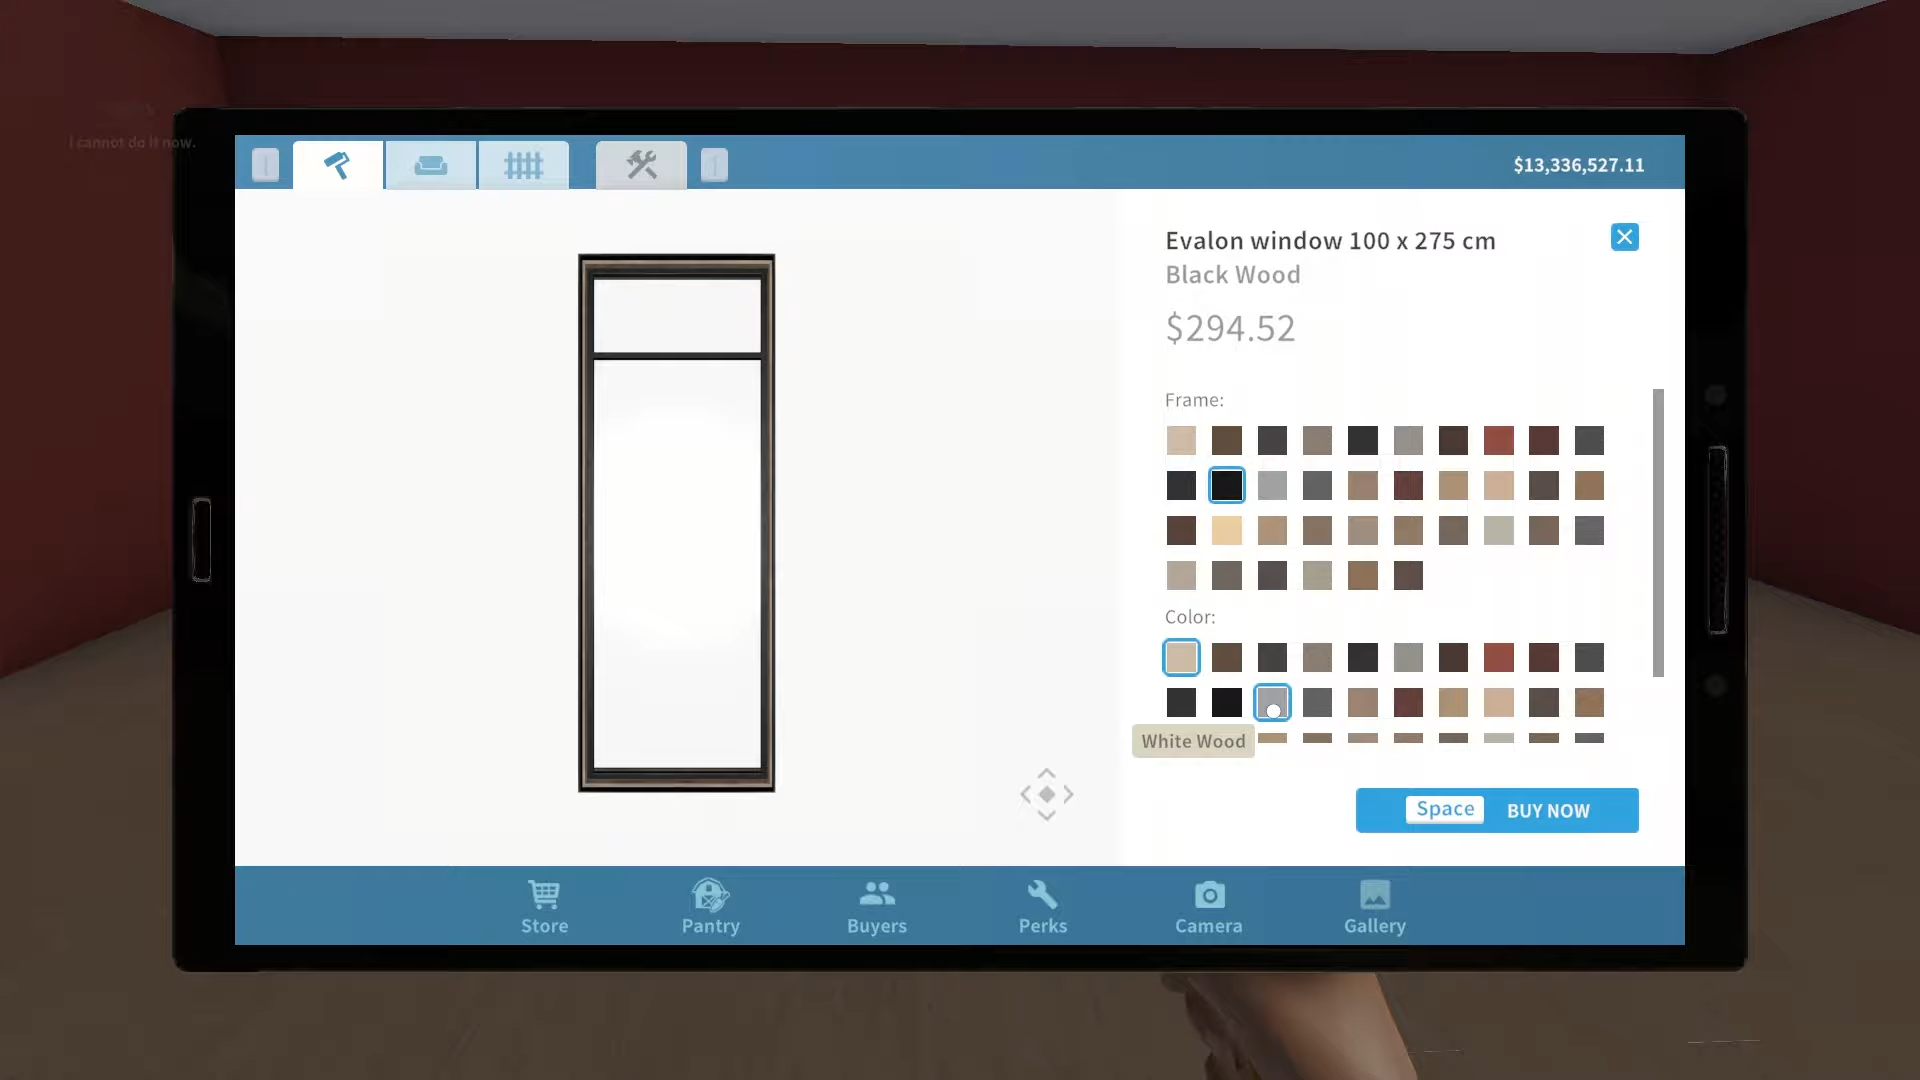 I cannot do it now.
$13,336,527.11
Evalon window 100 x 275 cm
Black Wood
$294.52
Frame:
Color:
White Wood
Space BUY NOW
Store Pantry Buyers Perks Camera Gallery